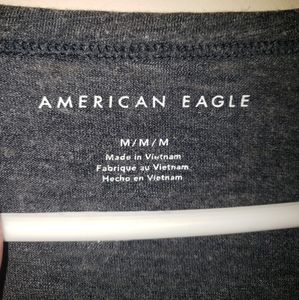 AMERICAN EAGLE
M/M/M
Made in Vietnam
Fabriqué au Vietnam
Hecho en Vietnam